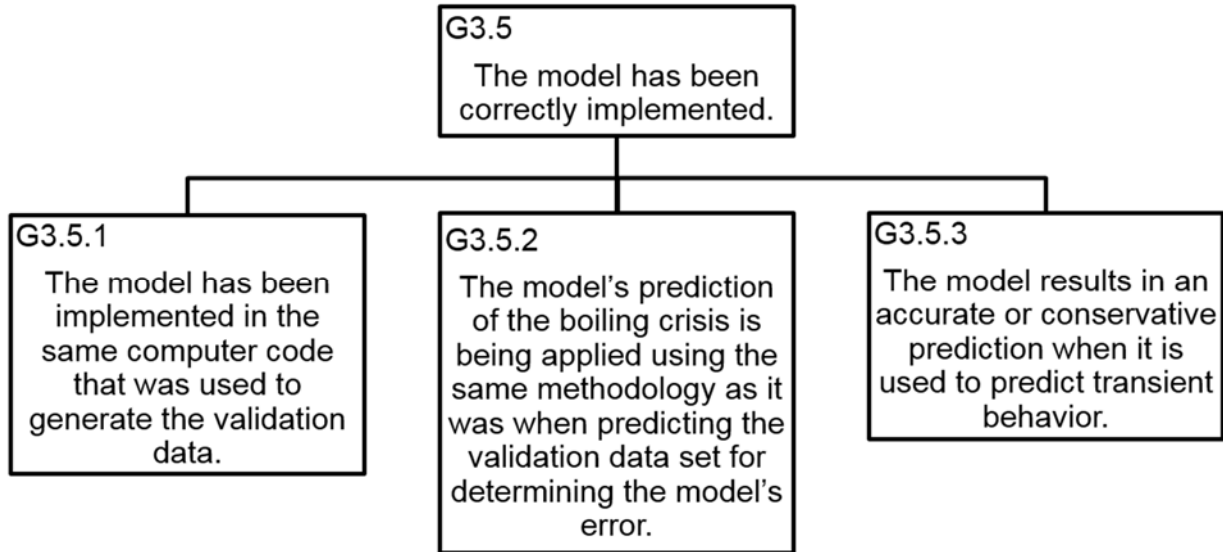 G3.5
The model has been
correctly implemented.
G3.5.1
The model has been
implemented in the
same computer code
that was used to
generate the validation
data.
G3.5.2
The model’s prediction
of the boiling crisis is
being applied using the
same methodology as it
was when predicting the
validation data set for
determining the model’s
error.
G3.5.3
The model results in an
accurate or conservative
prediction when it is
used to predict transient
behavior.